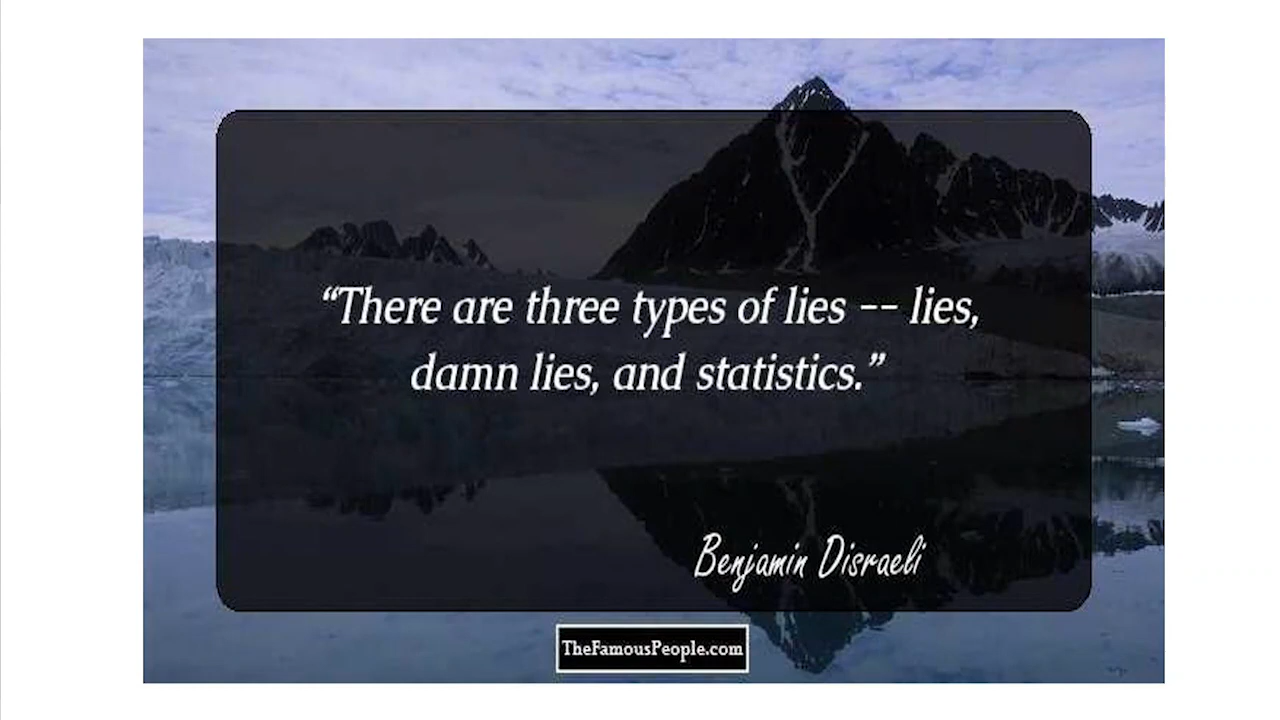 “There are three types of lies -- lies,
damn lies, and statistics.”
Benjamin Disraeli
TheFamousPeople.com